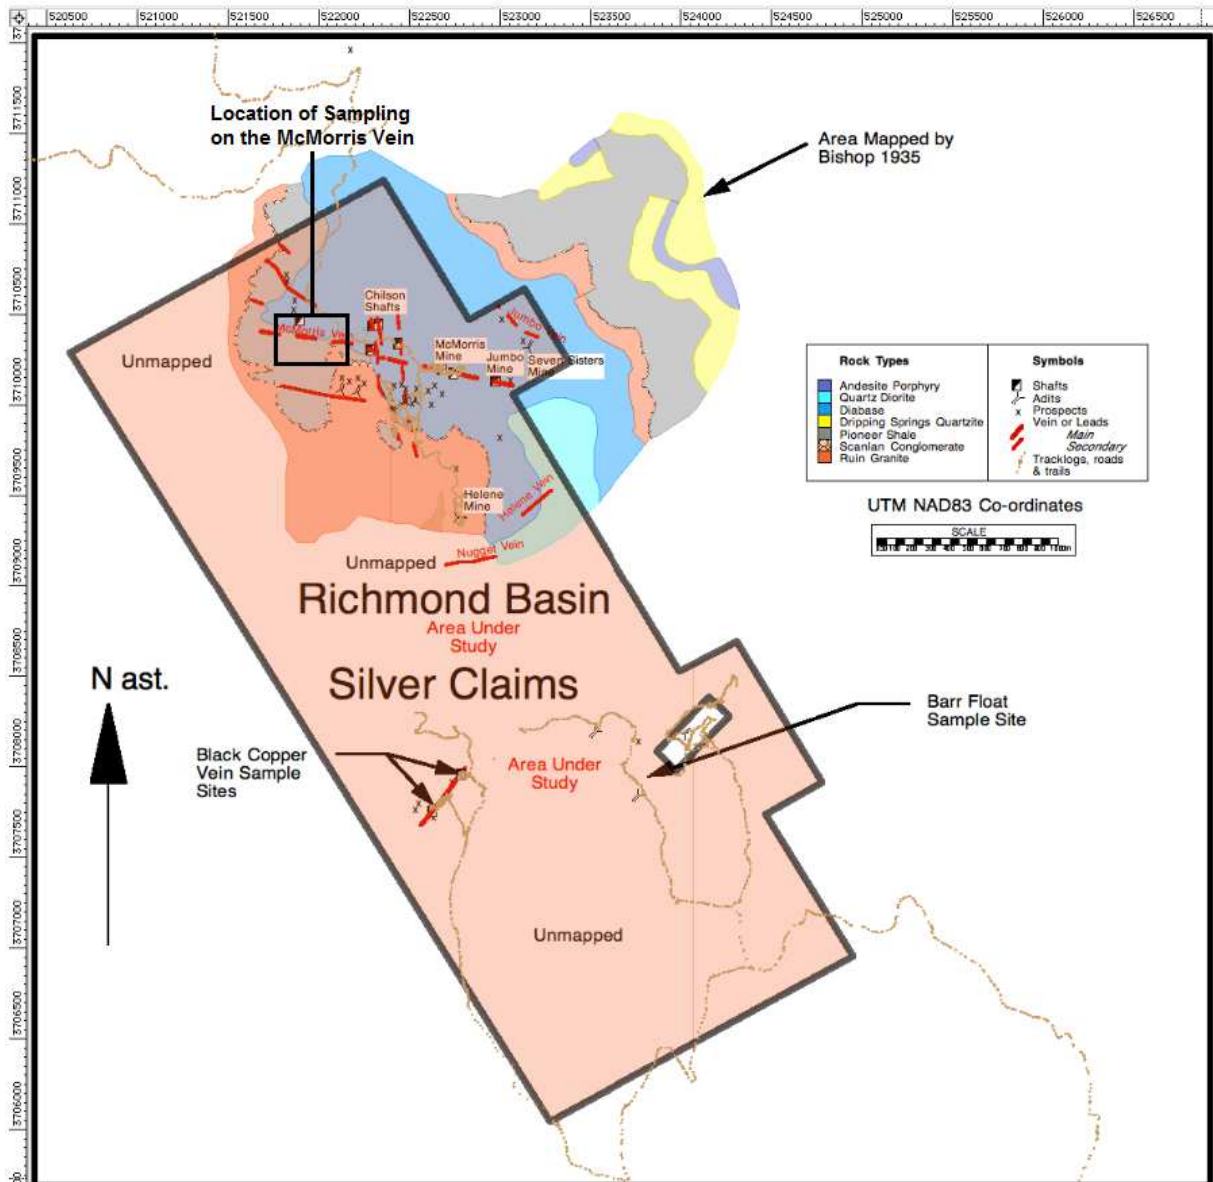 520500 521000 521500 522000 522500 523000 523500 524000 524500 525000 525500 526000 526500
3711500
3711000
3710500
3710000
3709500
3709000
3708500
3708000
3707500
3707000
3706500
3706000
Location of Sampling
on the McMorris Vein
Area Mapped by
Bishop 1935
Chilson
Shafts
McMorris Vein
Jumbo Vein
McMorris
Mine
Jumbo
Mine
Seven Sisters
Mine
Unmapped
Helene Vein
Helene
Mine
Nugget Vein
Unmapped
Rock Types
Andesite Porphyry
Quartz Diorite
Diabase
Dripping Springs Quartzite
Pioneer Shale
Scanlan Conglomerate
Ruin Granite
Symbols
Shafts
Adits
Prospects
Vein or Leads
Main
Secondary
Tracklogs, roads
& trails
UTM NAD83 Co-ordinates
SCALE
Richmond Basin
Area Under
Study
Silver Claims
N ast.
Black Copper
Vein Sample
Sites
Area Under
Study
Barr Float
Sample Site
Unmapped